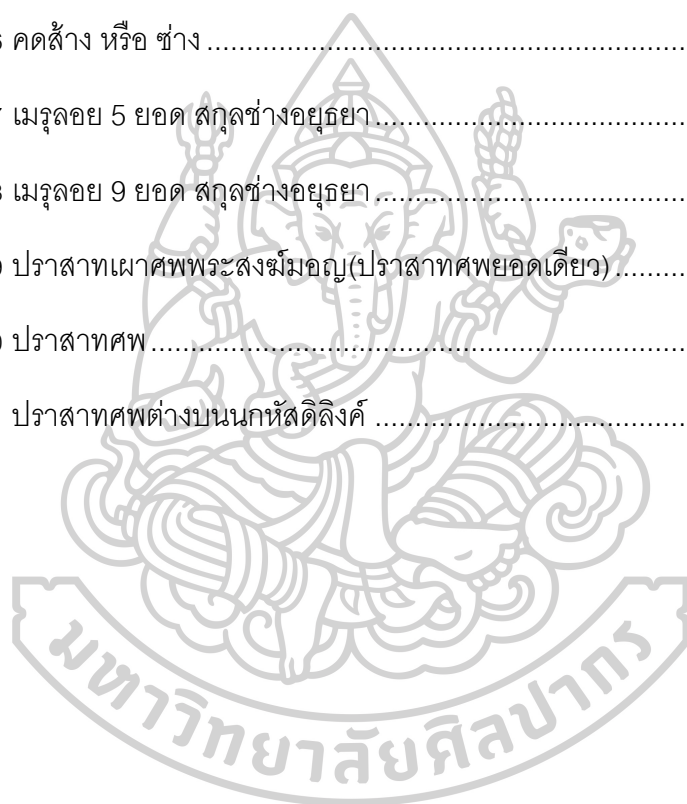 คดส้าง หรือ ซ่าง ................................................................
เมรุลอย 5 ยอด สกุลช่างอยุธยา ........................................
เมรุลอย 9 ยอด สกุลช่างอยุธยา ........................................
ปราสาทเผาศพพระสงฆ์มอญ(ปราสาทศพยอดเดียว) .........
ปราสาทศพ .......................................................................
ปราสาทศพต่างบนนกหัสดิลิงค์ ........................................
มหาวิทยาลัยศิลปากร